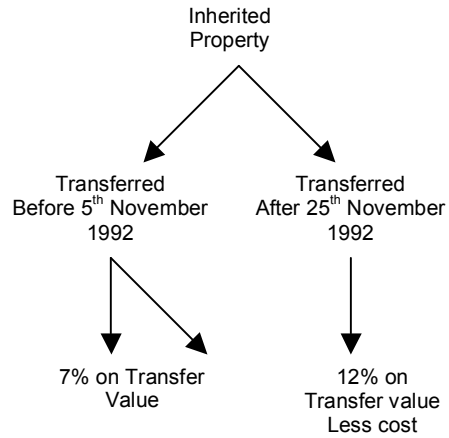 Inherited
Property
Transferred
Before 5th November
1992
Transferred
After 25th November
1992
7% on Transfer
Value
12% on
Transfer value
Less cost